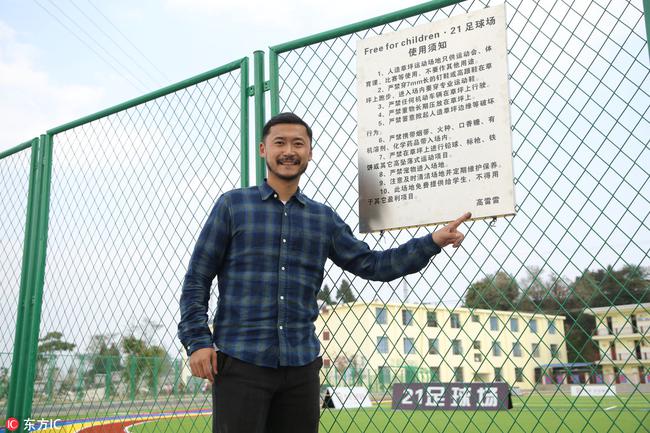 Free for children · 21 足球场
使用须知
1、人造草坪运动场地只供运动会、体
育课、比赛等使用，不要作其他用途。
2、严禁穿7mm长的钉鞋或高跟鞋在草
坪上跑步，进入场内要穿专业运动鞋。
3、严禁任何机动车辆在草坪上行驶。
4、严禁重物长期压放在草坪上。
5、严禁蓄意掀起人造草坪边缘等破坏
行为。
6、严禁携带烟蒂、火种、口香糖、有
机溶剂、化学药品带入场内。
7、严禁在草坪上进行铅球、标枪、铁
饼或其它高坠落式运动项目。
8、严禁宠物进入场地。
9、注意及时清洁场地并定期维护保养。
10、此场地免费提供给学生，不得用
于其它盈利项目。
高雷雷
21足球场
©东方IC